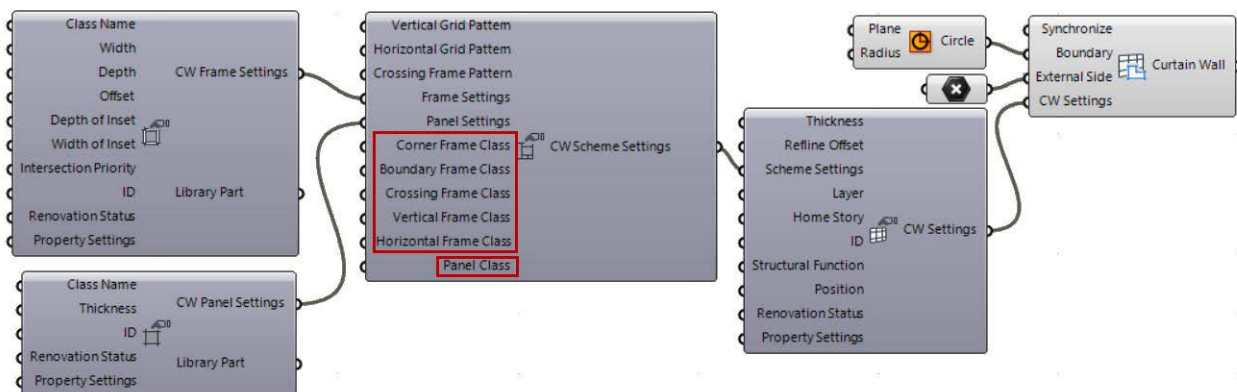 Class Name
Width
Depth
Offset
Depth of Inset
Width of Inset
Intersection Priority
ID
Renovation Status
Property Settings
CW Frame Settings
Library Part
Class Name
Thickness
ID
Renovation Status
Property Settings
CW Panel Settings
Library Part
Vertical Grid Pattern
Horizontal Grid Pattern
Crossing Frame Pattern
Frame Settings
Panel Settings
Corner Frame Class
Boundary Frame Class
Crossing Frame Class
Vertical Frame Class
Horizontal Frame Class
Panel Class
CW Scheme Settings
Thickness
Refline Offset
Scheme Settings
Layer
Home Story
ID
Structural Function
Position
Renovation Status
Property Settings
CW Settings
Plane
Radius
Circle
Synchronize
Boundary
External Side
CW Settings
Curtain Wall